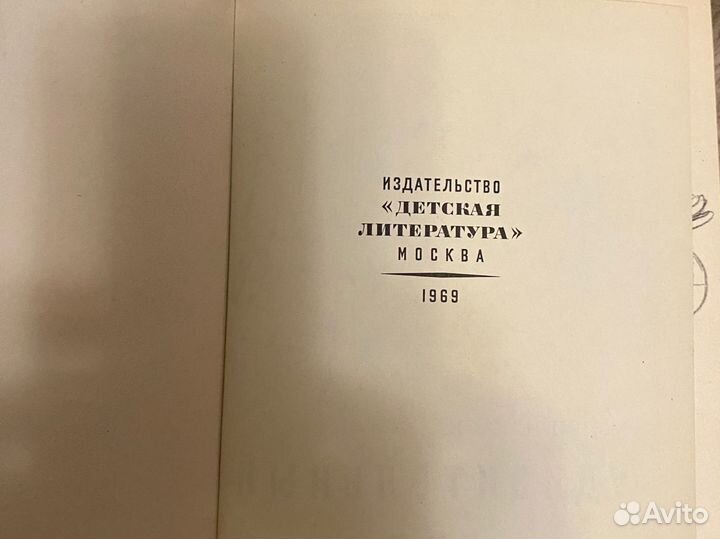 ИЗДАТЕЛЬСТВО
«ДЕТСКАЯ
ЛИТЕРАТУРА»
МОСКВА
1969
Avito